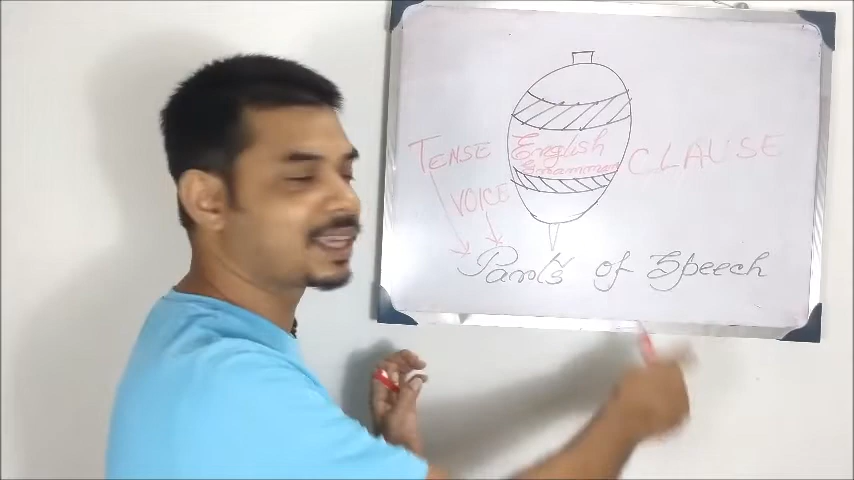 TENSE
English
Grammar
CLAUSE
VOICE
Parts of Speech